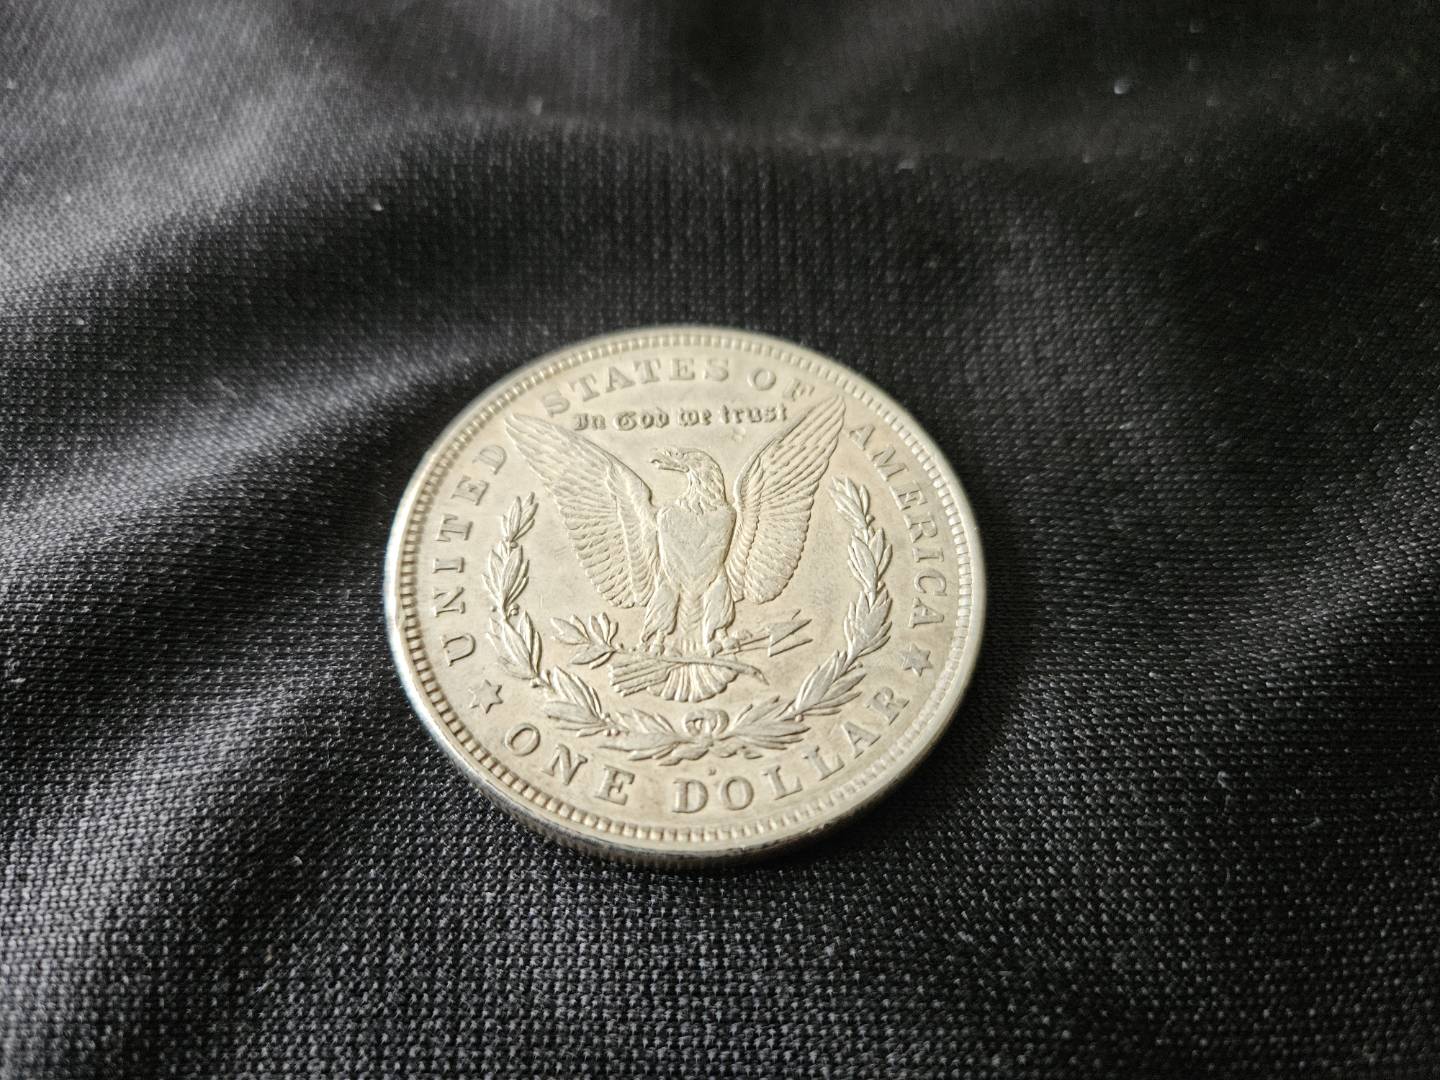 UNITED STATES OF AMERICA
In God we trust
ONE DOLLAR
D